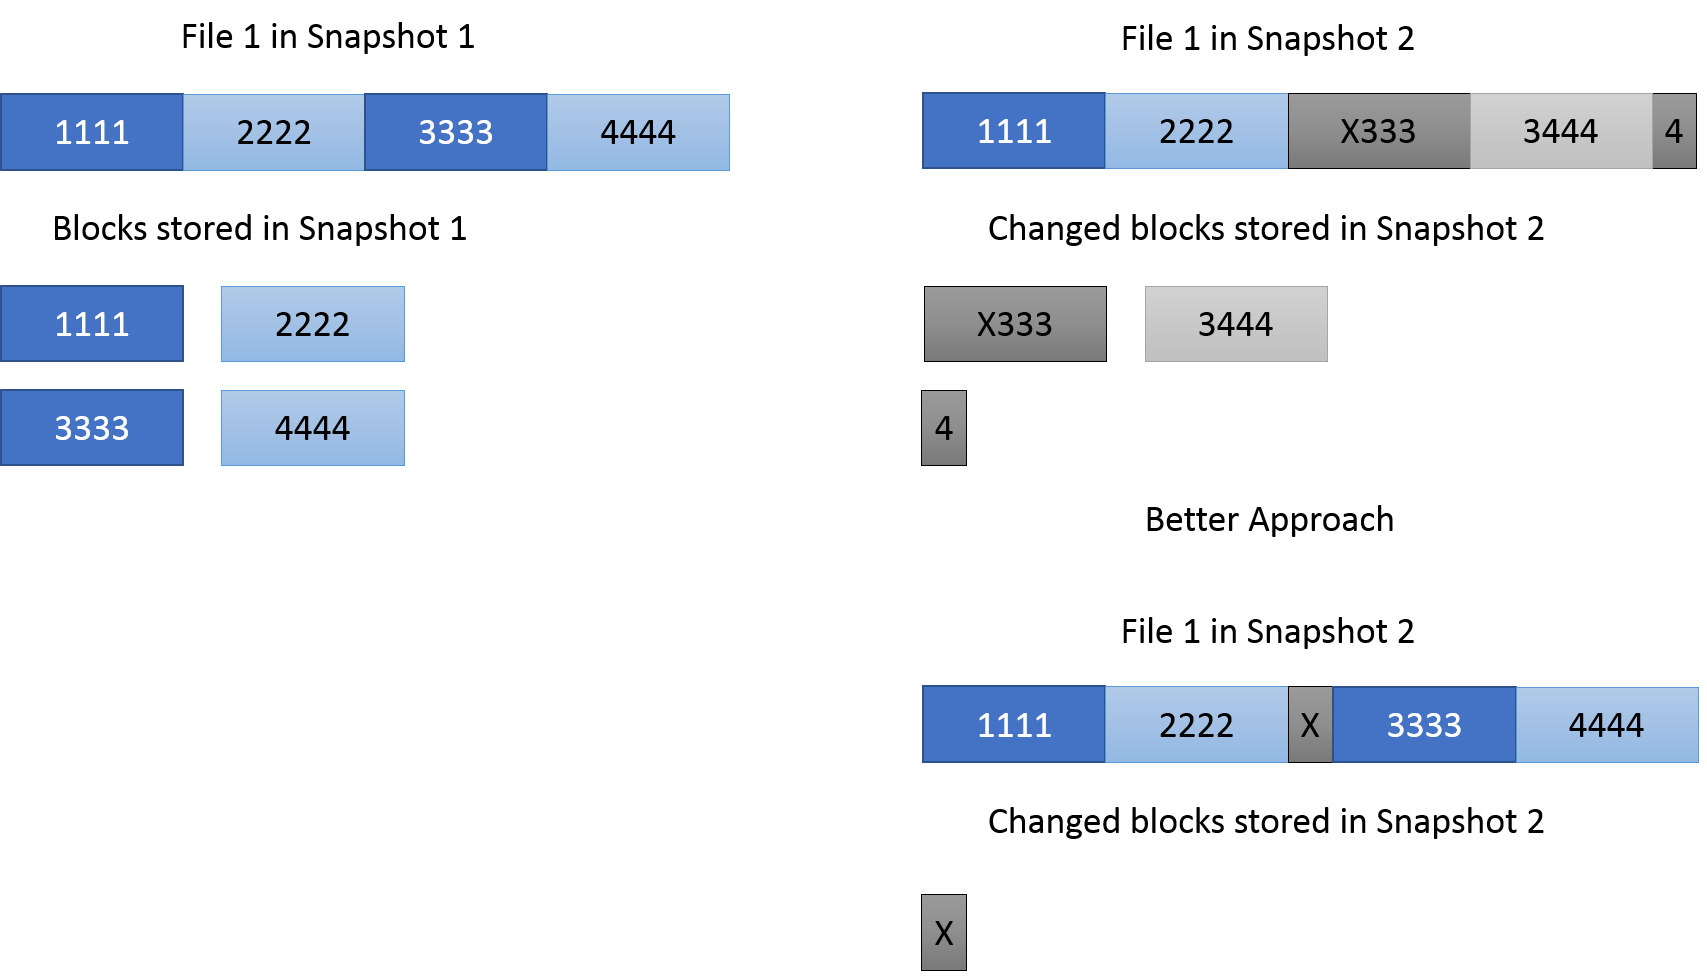 File 1 in Snapshot 1
1111 2222 3333 4444
Blocks stored in Snapshot 1
1111 2222
3333 4444
File 1 in Snapshot 2
1111 2222 X333 3444 4
Changed blocks stored in Snapshot 2
X333 3444
4
Better Approach
File 1 in Snapshot 2
1111 2222 X 3333 4444
Changed blocks stored in Snapshot 2
X